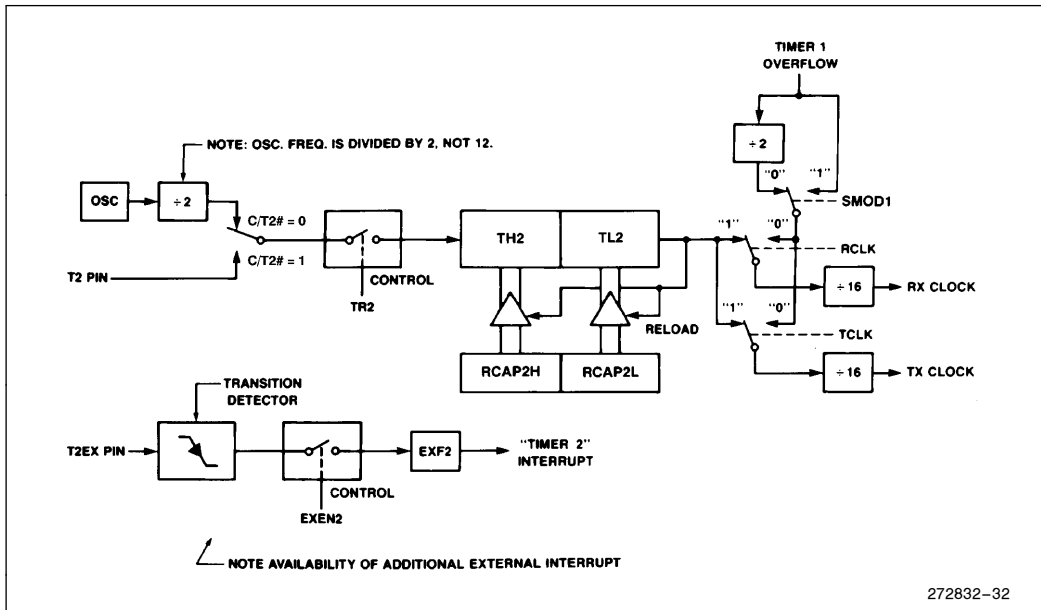 TIMER 1
OVERFLOW
NOTE: OSC. FREQ. IS DIVIDED BY 2, NOT 12.
÷ 2
"0"
"1"
OSC
÷ 2
SMOD1
C/T2# = 0
TH2
TL2
"1"
"0"
RCLK
C/T2# = 1
T2 PIN
CONTROL
÷ 16
RX CLOCK
TR2
"1"
"0"
RELOAD
TCLK
RCAP2H
RCAP2L
÷ 16
TX CLOCK
TRANSITION
DETECTOR
T2EX PIN
EXF2
"TIMER 2"
INTERRUPT
CONTROL
EXEN2
NOTE AVAILABILITY OF ADDITIONAL EXTERNAL INTERRUPT
272832–32